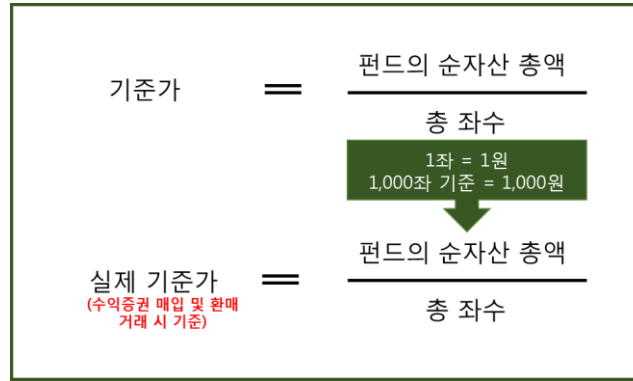 펀드의 순자산 총액
기준가 =
총 좌수
1좌 = 1원
1,000좌 기준 = 1,000원
펀드의 순자산 총액
실제 기준가 =
(수익증권 매입 및 환매
거래 시 기준)
총 좌수